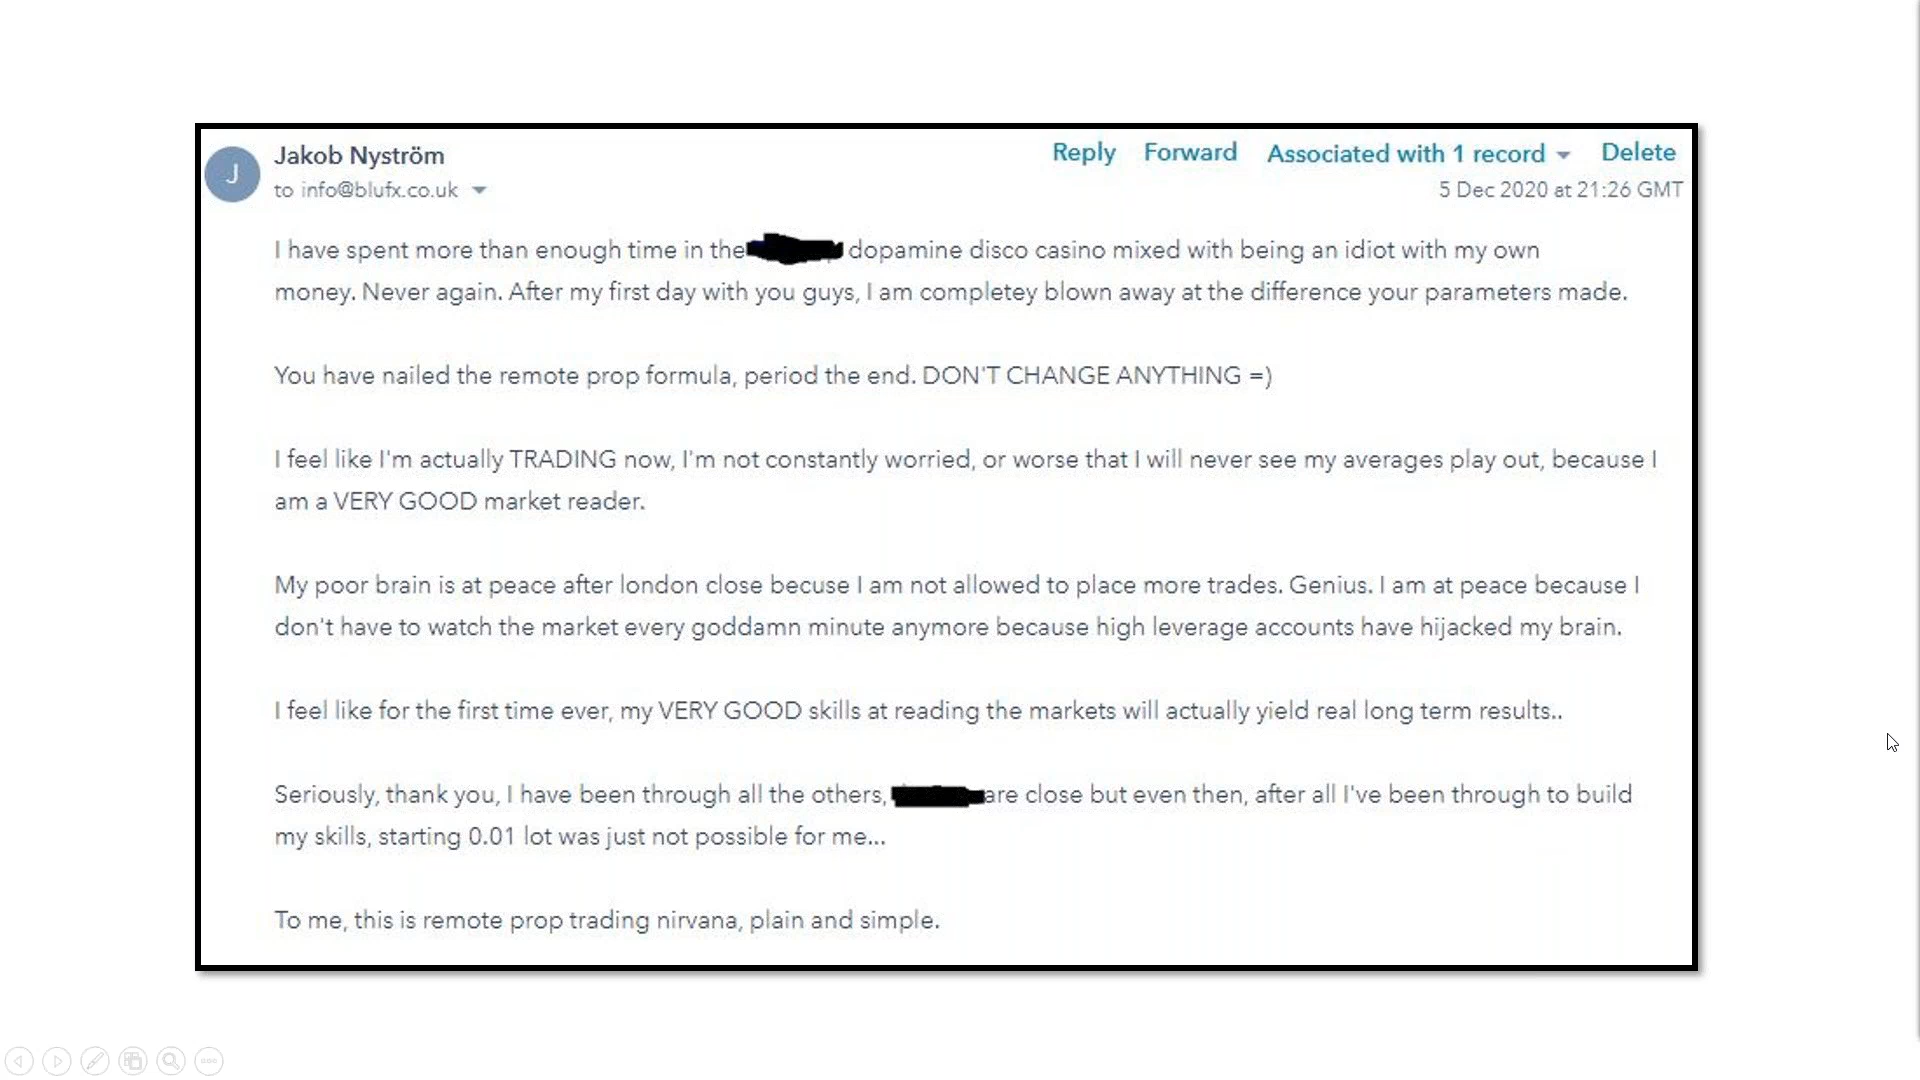 J
Jakob Nyström
Reply Forward Associated with 1 record Delete
to info@blufx.co.uk
5 Dec 2020 at 21:26 GMT
I have spent more than enough time in the dopamine disco casino mixed with being an idiot with my own
money. Never again. After my first day with you guys, I am completey blown away at the difference your parameters made.
You have nailed the remote prop formula, period the end. DON'T CHANGE ANYTHING =)
I feel like I'm actually TRADING now, I'm not constantly worried, or worse that I will never see my averages play out, because I
am a VERY GOOD market reader.
My poor brain is at peace after london close becuse I am not allowed to place more trades. Genius. I am at peace because I
don't have to watch the market every goddamn minute anymore because high leverage accounts have hijacked my brain.
I feel like for the first time ever, my VERY GOOD skills at reading the markets will actually yield real long term results..
Seriously, thank you, I have been through all the others, are close but even then, after all I've been through to build
my skills, starting 0.01 lot was just not possible for me...
To me, this is remote prop trading nirvana, plain and simple.